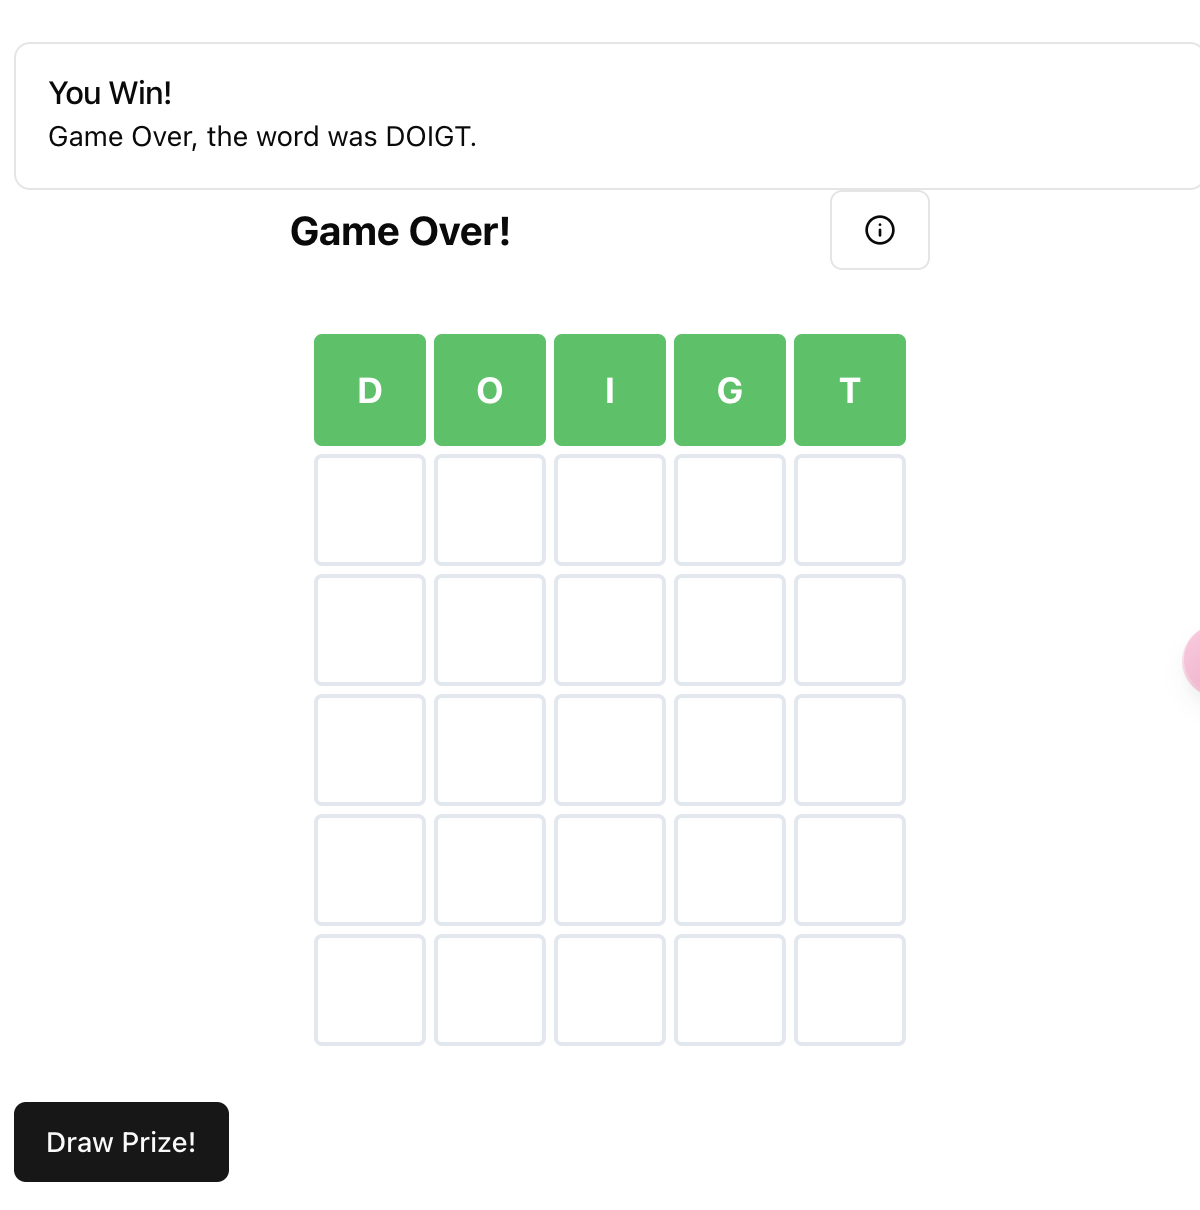 You Win!
Game Over, the word was DOIGT.
Game Over!
D O I G T
Draw Prize!